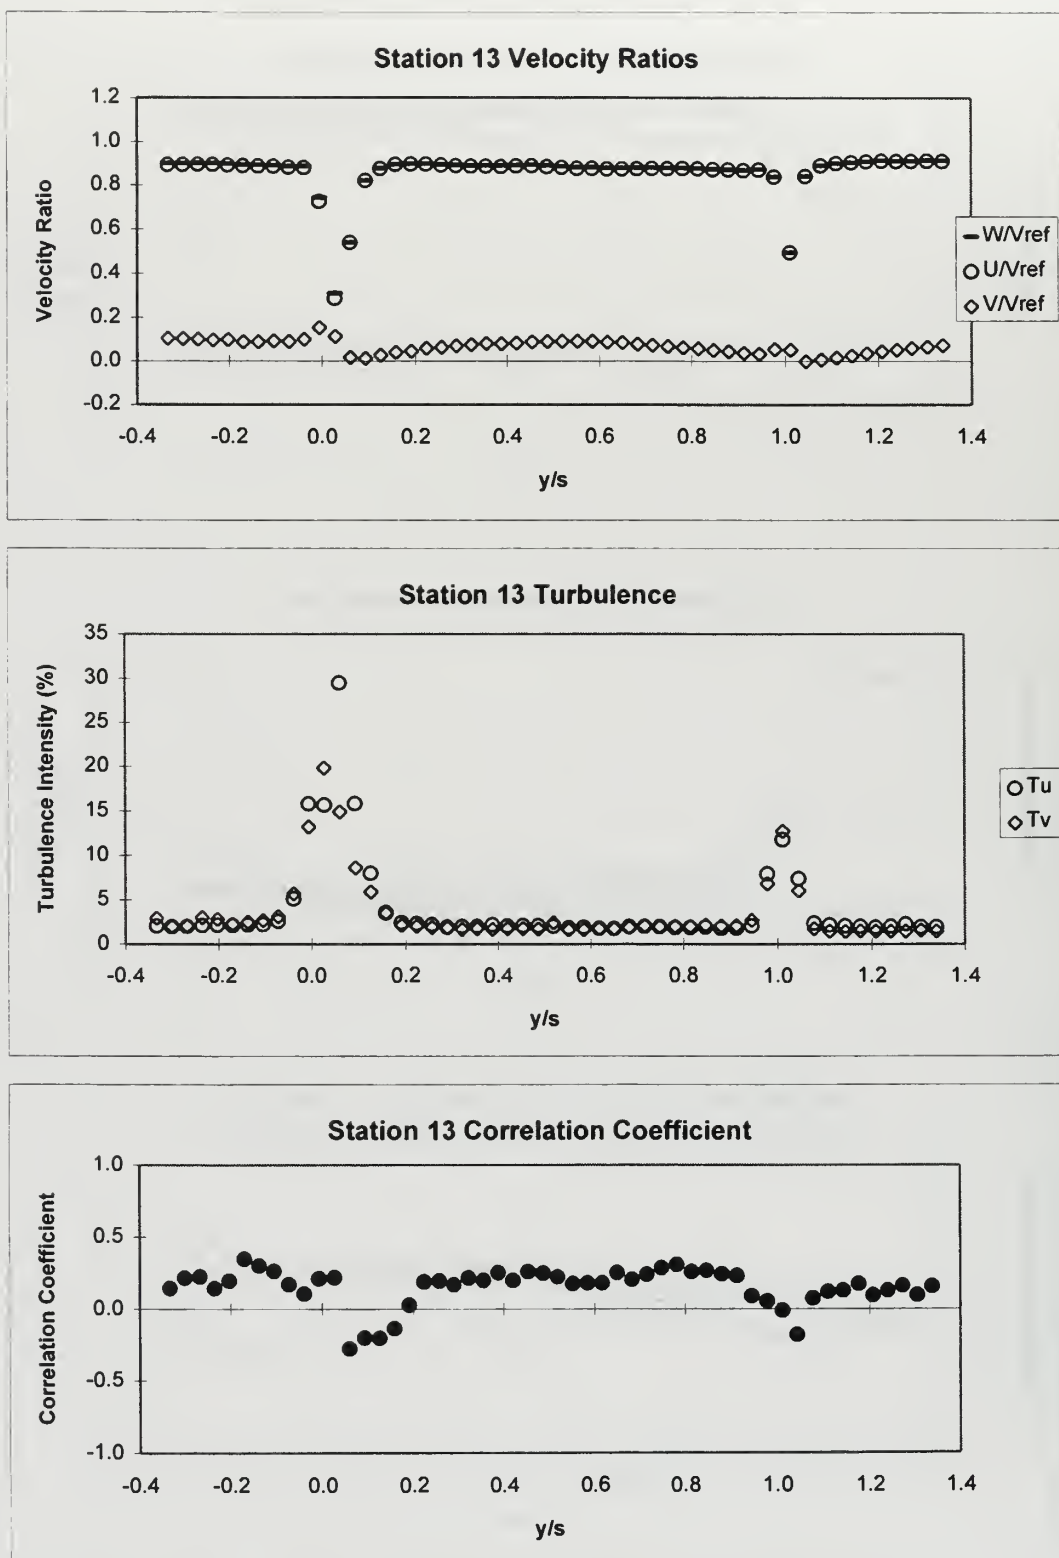 Station 13 Velocity Ratios
1.2
1.0
0.8
0.6
0.4
0.2
0.0
-0.2
Velocity Ratio
-0.4 -0.2 0.0 0.2 0.4 0.6 0.8 1.0 1.2 1.4
y/s
W/Vref
U/Vref
V/Vref
Station 13 Turbulence
35
30
25
20
15
10
5
0
Turbulence Intensity (%)
-0.4 -0.2 0.0 0.2 0.4 0.6 0.8 1.0 1.2 1.4
y/s
Tu
Tv
Station 13 Correlation Coefficient
1.0
0.5
0.0
-0.5
-1.0
Correlation Coefficient
-0.4 -0.2 0.0 0.2 0.4 0.6 0.8 1.0 1.2 1.4
y/s